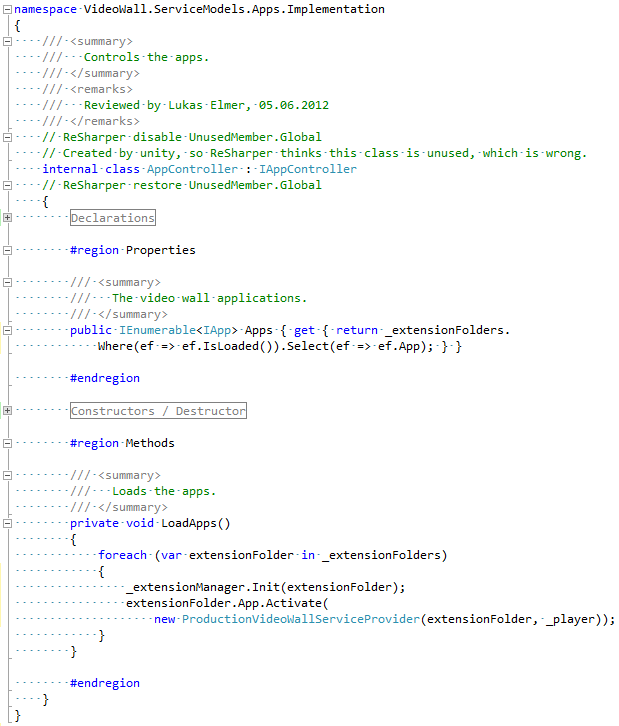 namespace VideoWall.ServiceModels.Apps.Implementation
{
    /// <summary>
    ///   Controls the apps.
    /// </summary>
    /// <remarks>
    ///   Reviewed by Lukas Elmer, 05.06.2012
    /// </remarks>
    // ReSharper disable UnusedMember.Global
    // Created by unity, so ReSharper thinks this class is unused, which is wrong.
    internal class AppController : IAppController
    // ReSharper restore UnusedMember.Global
    {
        Declarations
        #region Properties
        /// <summary>
        ///   The video wall applications.
        /// </summary>
        public IEnumerable<IApp> Apps { get { return _extensionFolders.
            Where(ef => ef.IsLoaded()).Select(ef => ef.App); } }
        #endregion
        Constructors / Destructor
        #region Methods
        /// <summary>
        ///   Loads the apps.
        /// </summary>
        private void LoadApps()
        {
            foreach (var extensionFolder in _extensionFolders)
            {
                _extensionManager.Init(extensionFolder);
                extensionFolder.App.Activate(
                    new ProductionVideoWallServiceProvider(extensionFolder, _player));
            }
        }
        #endregion
    }
}